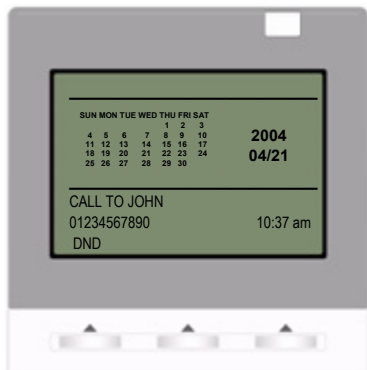 SUN MON TUE WED THU FRI SAT
1 2 3
4 5 6 7 8 9 10
11 12 13 14 15 16 17
18 19 20 21 22 23 24
25 26 27 28 29 30
2004
04/21
CALL TO JOHN
01234567890 10:37 am
DND